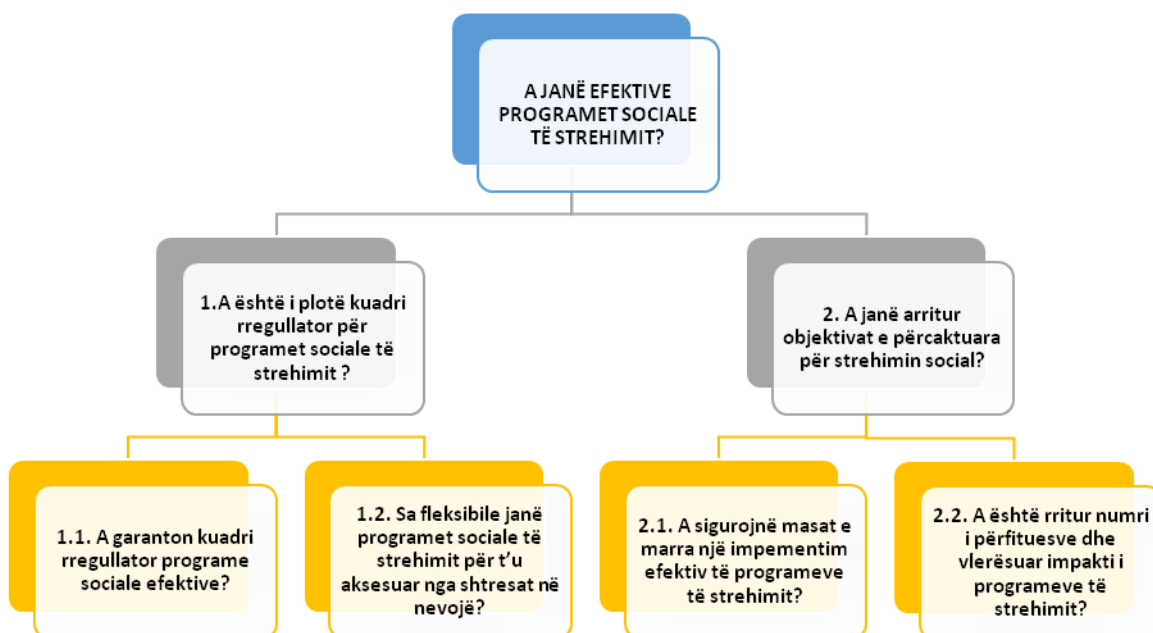 A JANË EFEKTIVE
PROGRAMET SOCIALE
TË STREHIMIT?
1.A është i plotë kuadri
rregullator për
programet sociale të
strehimit ?
2. A janë arritur
objektivat e përcaktuara
për strehimin social?
1.1. A garanton kuadri
rregullator programe
sociale efektive?
1.2. Sa fleksibile janë
programet sociale të
strehimit për t'u
aksesuar nga shtresat në
nevojë?
2.1. A sigurojnë masat e
marra një impementim
efektiv të programeve
të strehimit?
2.2. A është rritur numri
i përfituesve dhe
vlerësuar impakti i
programeve të
strehimit?